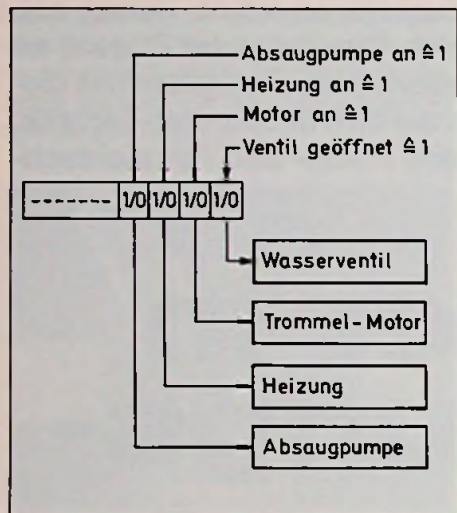 Absaugpumpe an ≙ 1
Heizung an ≙ 1
Motor an ≙ 1
Ventil geöffnet ≙ 1
-------- 1/0 1/0 1/0 1/0
Wasserventil
Trommel-Motor
Heizung
Absaugpumpe